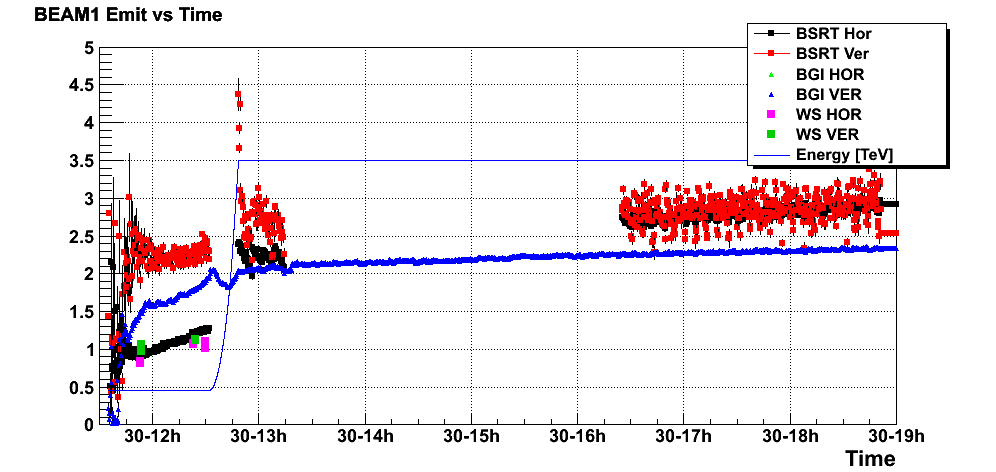 BEAM1 Emit vs Time
BSRT Hor
BSRT Ver
BGI HOR
BGI VER
WS HOR
WS VER
Energy [TeV]
5
4.5
4
3.5
3
2.5
2
1.5
1
0.5
0
30-12h 30-13h 30-14h 30-15h 30-16h 30-17h 30-18h 30-19h
Time